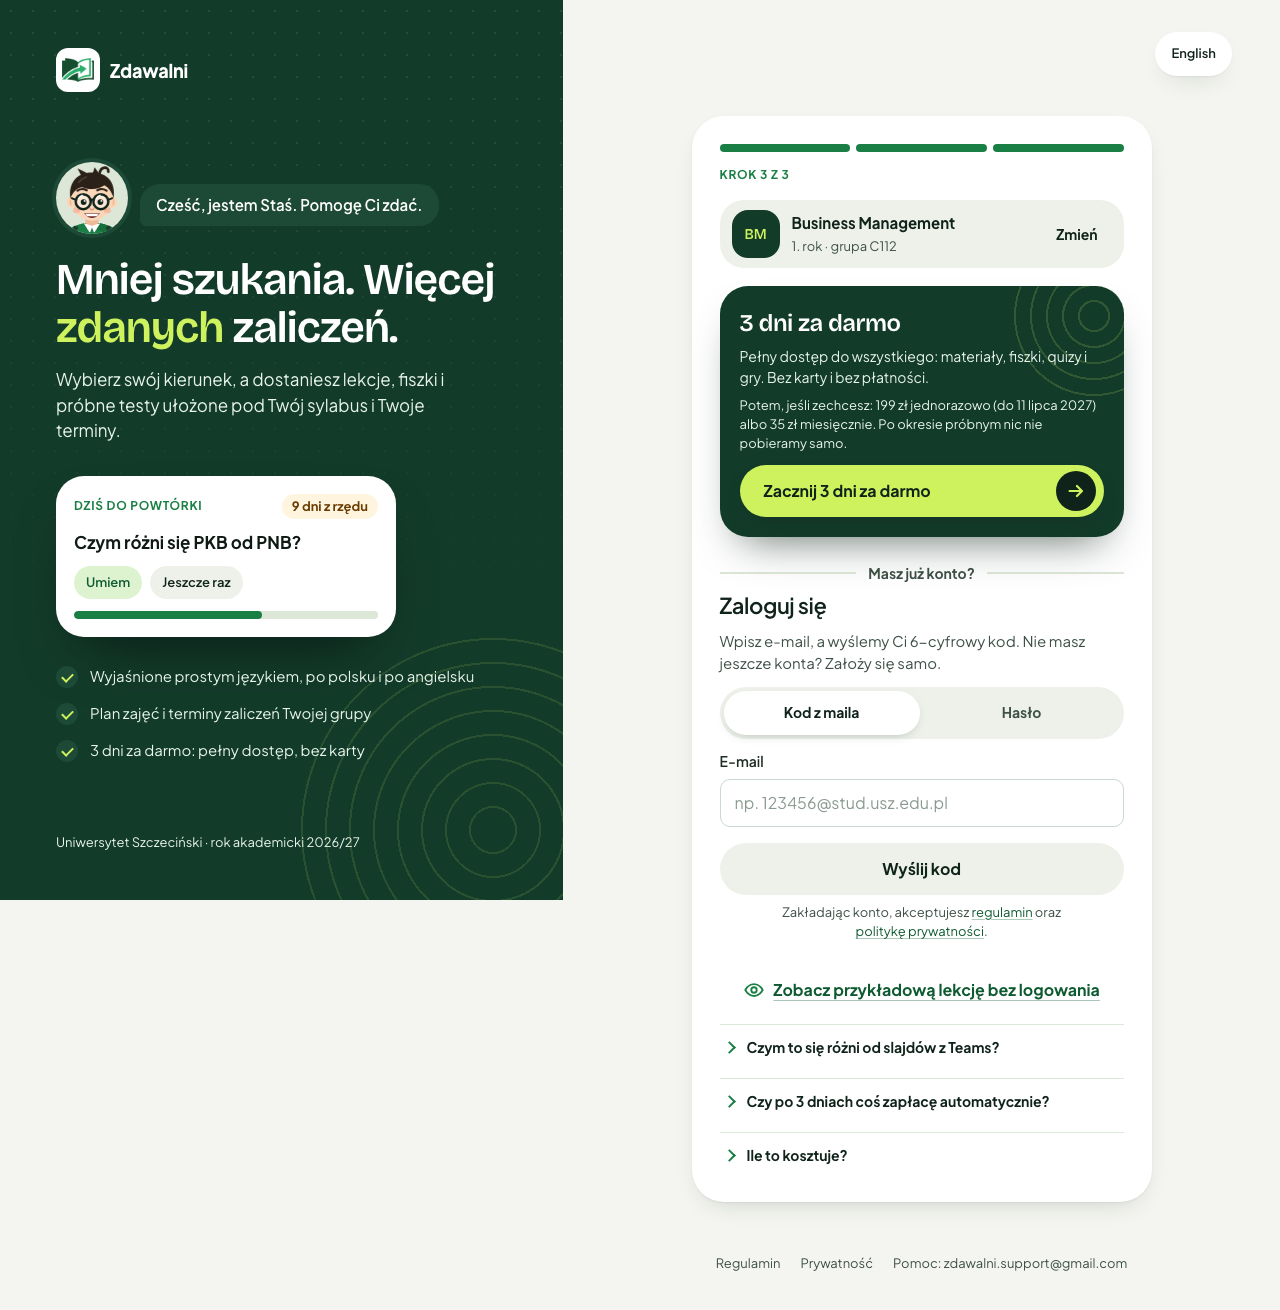 Zdawalni
Cześć, jestem Staś. Pomogę Ci zdać.
Mniej szukania. Więcej
zdanych zaliczeń.
Wybierz swój kierunek, a dostaniesz lekcje, fiszki i
próbne testy ułożone pod Twój sylabus i Twoje
terminy.
DZIŚ DO POWTÓRKI
9 dni z rzędu
Czym różni się PKB od PNB?
Umiem
Jeszcze raz
Wyjaśnione prostym językiem, po polsku i po angielsku
Plan zajęć i terminy zaliczeń Twojej grupy
3 dni za darmo: pełny dostęp, bez karty
Uniwersytet Szczeciński · rok akademicki 2026/27
English
KROK 3 Z 3
BM
Business Management
1. rok · grupa C112
Zmień
3 dni za darmo
Pełny dostęp do wszystkiego: materiały, fiszki, quizy i
gry. Bez karty i bez płatności.
Potem, jeśli zechcesz: 199 zł jednorazowo (do 11 lipca 2027)
albo 35 zł miesięcznie. Po okresie próbnym nic nie
pobieramy samo.
Zacznij 3 dni za darmo
Masz już konto?
Zaloguj się
Wpisz e-mail, a wyślemy Ci 6-cyfrowy kod. Nie masz
jeszcze konta? Założy się samo.
Kod z maila
Hasło
E-mail
np. 123456@stud.usz.edu.pl
Wyślij kod
Zakładając konto, akceptujesz regulamin oraz
politykę prywatności.
Zobacz przykładową lekcję bez logowania
Czym to się różni od slajdów z Teams?
Czy po 3 dniach coś zapłacę automatycznie?
Ile to kosztuje?
Regulamin
Prywatność
Pomoc: zdawalni.support@gmail.com